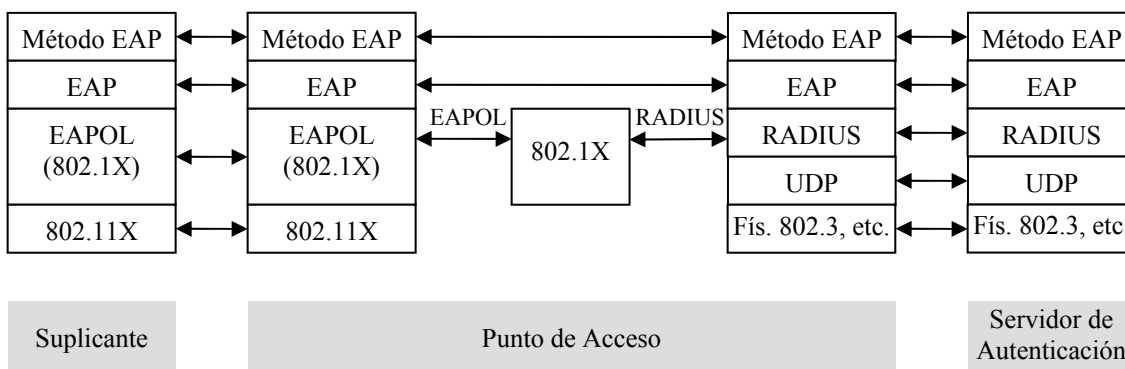 Método EAP
EAP
EAPOL
(802.1X)
802.11X
Método EAP
EAP
EAPOL
(802.1X)
802.11X
EAPOL
802.1X
RADIUS
Método EAP
EAP
RADIUS
UDP
Fís. 802.3, etc.
Método EAP
EAP
RADIUS
UDP
Fís. 802.3, etc
Suplicante
Punto de Acceso
Servidor de
Autenticación